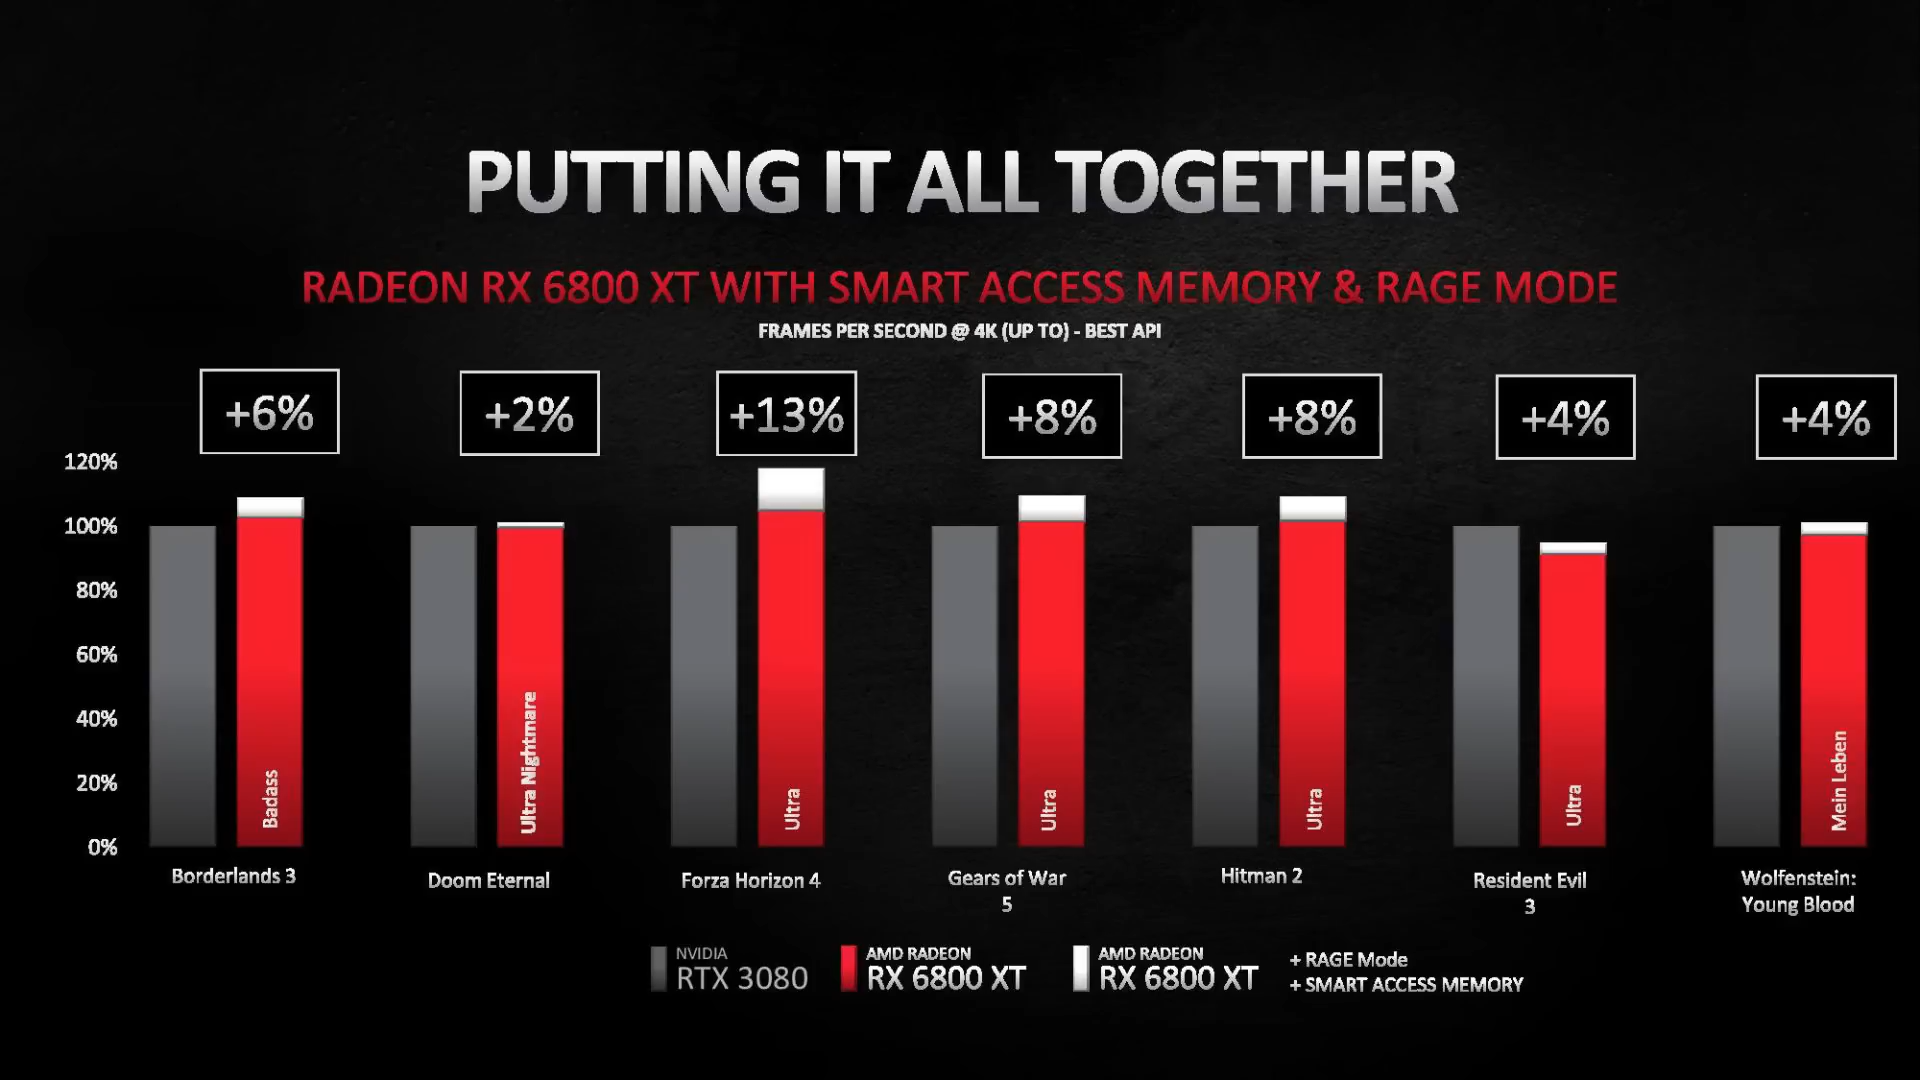 PUTTING IT ALL TOGETHER
RADEON RX 6800 XT WITH SMART ACCESS MEMORY & RAGE MODE
FRAMES PER SECOND @ 4K (UP TO) - BEST API
+6%
+2%
+13%
+8%
+8%
+4%
+4%
120%
100%
80%
60%
40%
20%
0%
Badass
Ultra Nightmare
Ultra
Ultra
Ultra
Ultra
Mein Leben
Borderlands 3
Doom Eternal
Forza Horizon 4
Gears of War
5
Hitman 2
Resident Evil
3
Wolfenstein:
Young Blood
NVIDIA
RTX 3080
AMD RADEON
RX 6800 XT
AMD RADEON
RX 6800 XT
+ RAGE Mode
+ SMART ACCESS MEMORY